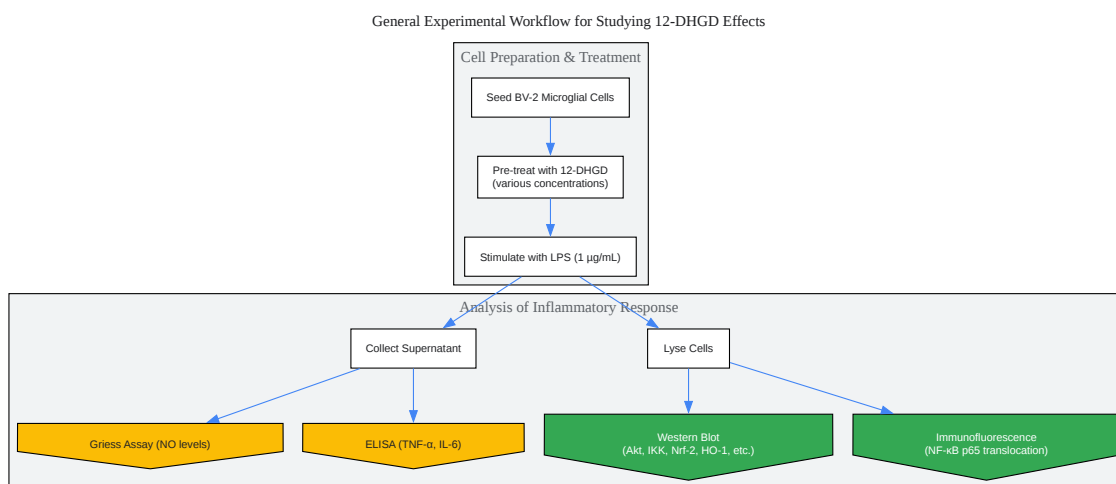 General Experimental Workflow for Studying 12-DHGD Effects
Cell Preparation & Treatment
Seed BV-2 Microglial Cells
Pre-treat with 12-DHGD
(various concentrations)
Stimulate with LPS (1 µg/mL)
Analysis of Inflammatory Response
Collect Supernatant
Lyse Cells
Griess Assay (NO levels)
ELISA (TNF-α, IL-6)
Western Blot
(Akt, IKK, Nrf-2, HO-1, etc.)
Immunofluorescence
(NF-κB p65 translocation)